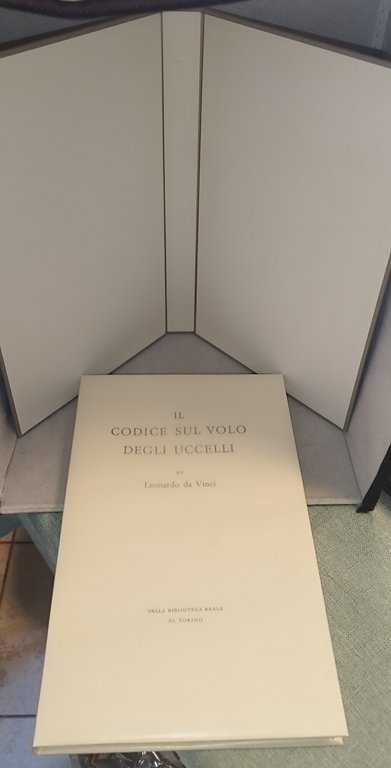 IL
CODICE SUL VOLO
DEGLI UCCELLI
DI
Leonardo da Vinci
DELLA BIBLIOTECA REALE
DI TORINO